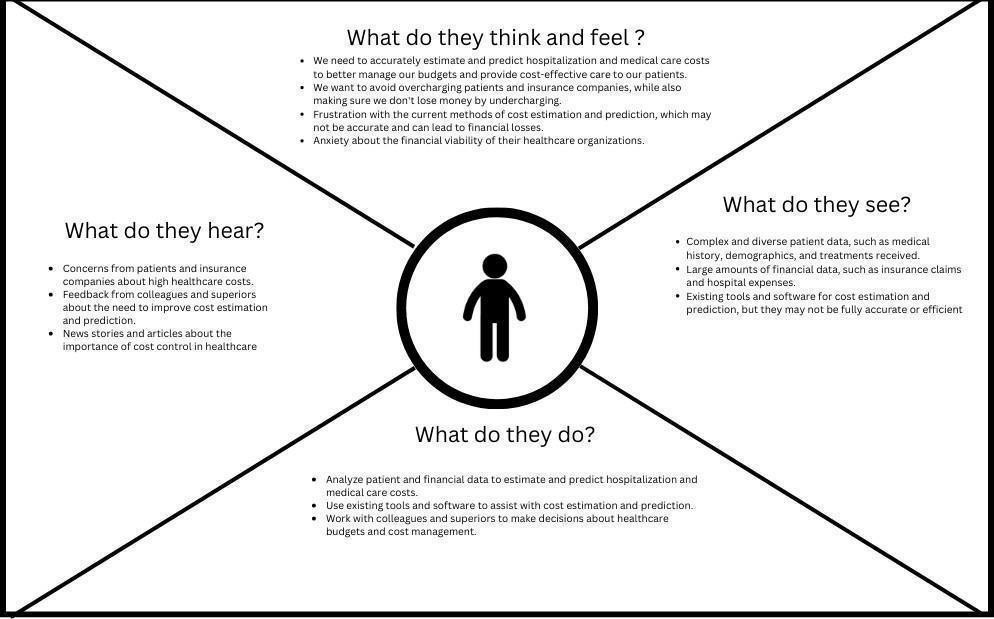 What do they think and feel ?
• We need to accurately estimate and predict hospitalization and medical care costs
to better manage our budgets and provide cost-effective care to our patients.
• We want to avoid overcharging patients and insurance companies, while also
making sure we don't lose money by undercharging.
• Frustration with the current methods of cost estimation and prediction, which may
not be accurate and can lead to financial losses.
• Anxiety about the financial viability of their healthcare organizations.
What do they hear?
• Concerns from patients and insurance
companies about high healthcare costs.
• Feedback from colleagues and superiors
about the need to improve cost estimation
and prediction.
• News stories and articles about the
importance of cost control in healthcare
What do they see?
• Complex and diverse patient data, such as medical
history, demographics, and treatments received.
• Large amounts of financial data, such as insurance claims
and hospital expenses.
• Existing tools and software for cost estimation and
prediction, but they may not be fully accurate or efficient
What do they do?
• Analyze patient and financial data to estimate and predict hospitalization and
medical care costs.
• Use existing tools and software to assist with cost estimation and prediction.
• Work with colleagues and superiors to make decisions about healthcare
budgets and cost management.